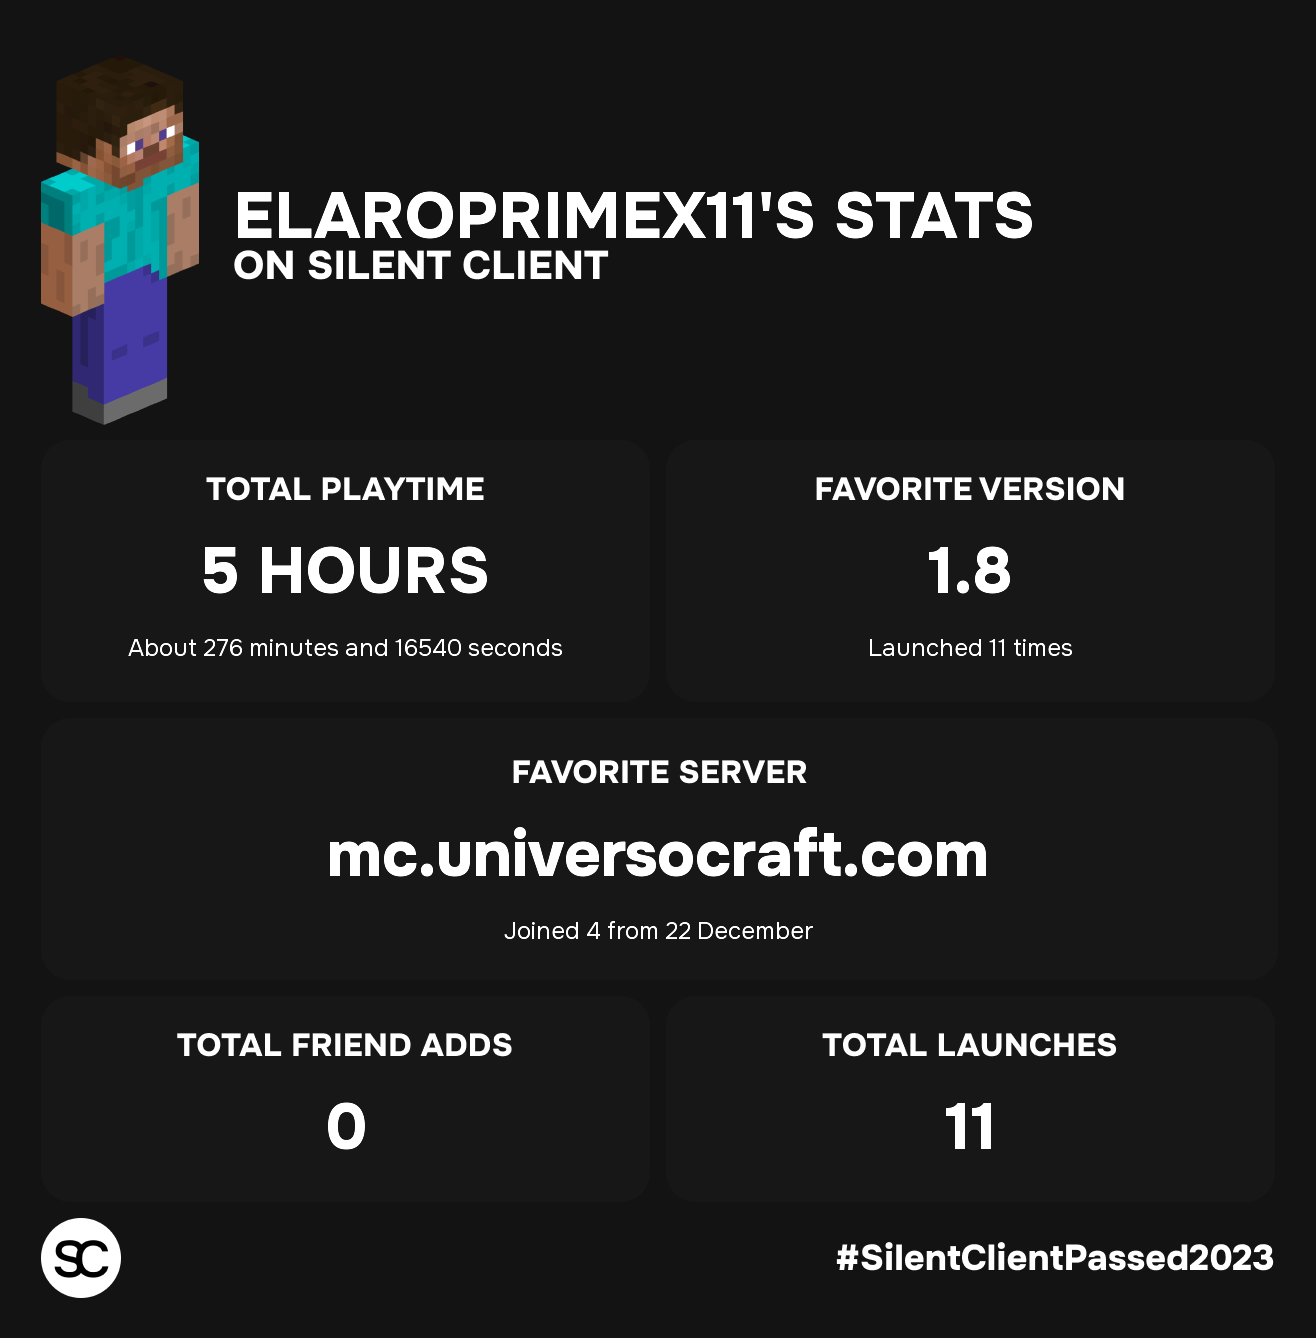 ELAROPRIMEX11'S STATS
ON SILENT CLIENT
TOTAL PLAYTIME
5 HOURS
About 276 minutes and 16540 seconds
FAVORITE VERSION
1.8
Launched 11 times
FAVORITE SERVER
mc.universocraft.com
Joined 4 from 22 December
TOTAL FRIEND ADDS
0
TOTAL LAUNCHES
11
SC
#SilentClientPassed2023